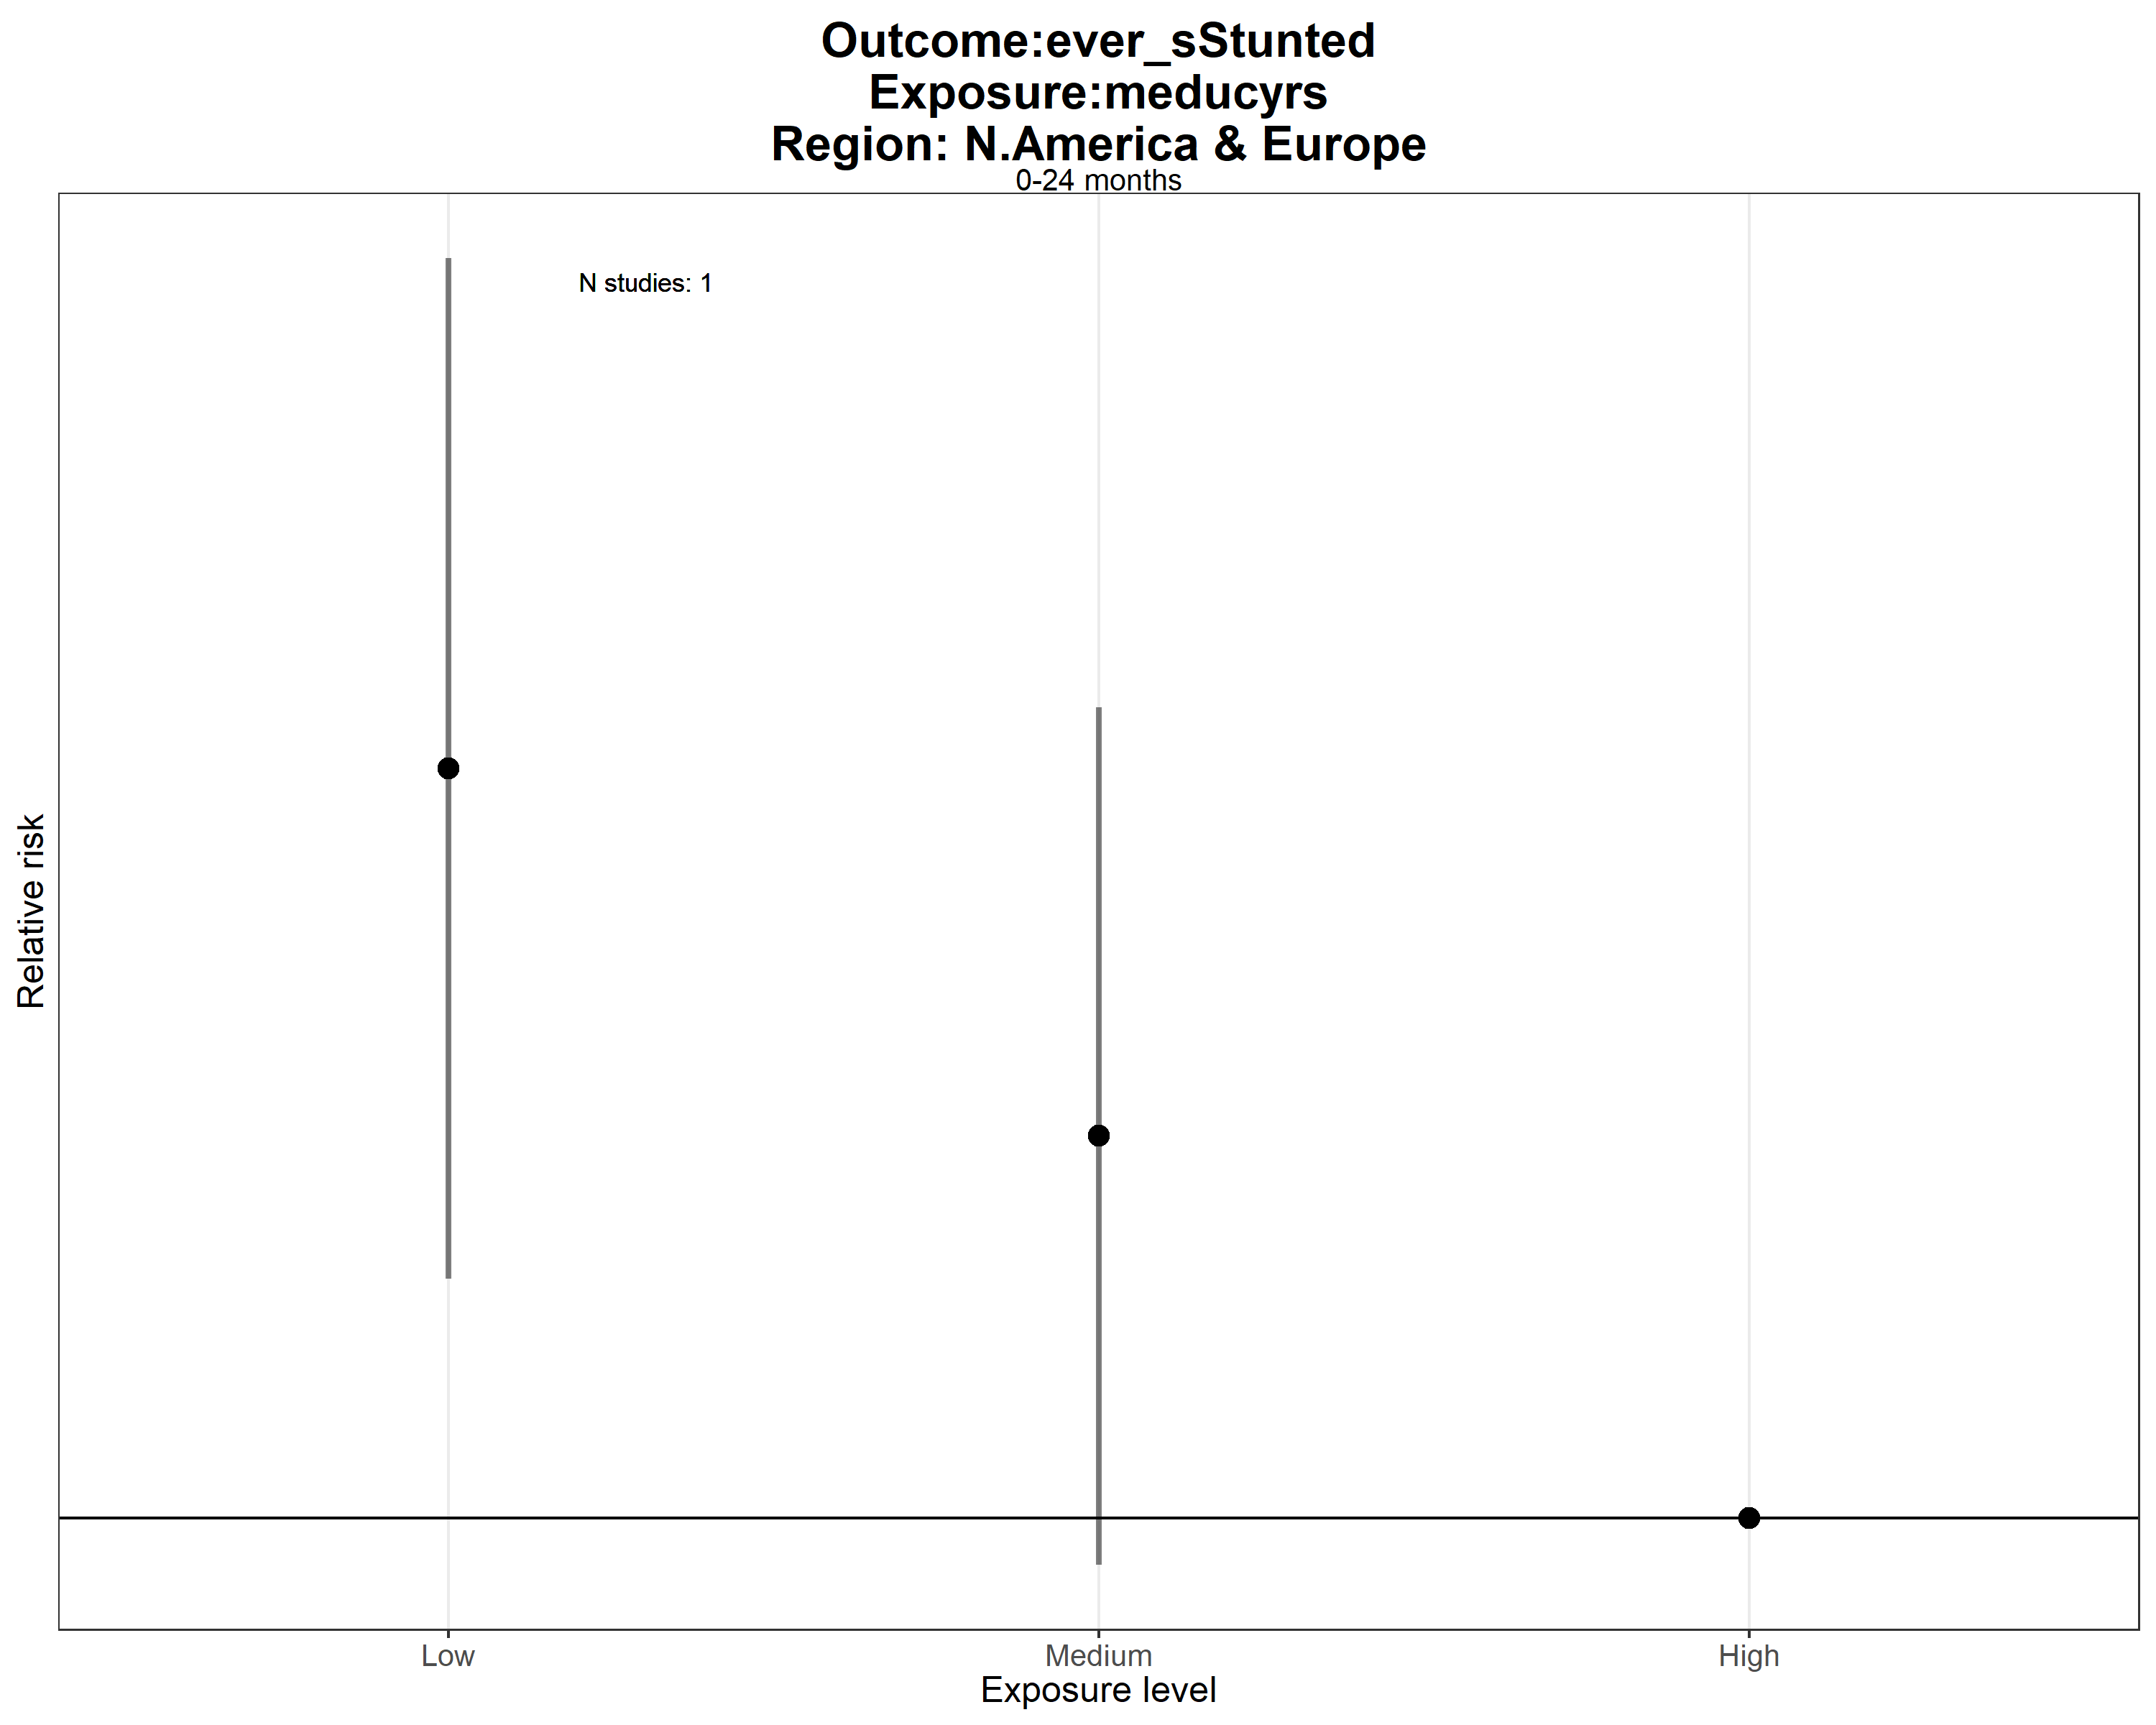 Outcome:ever_sStunted
Exposure:meducyrs
Region: N.America & Europe
0-24 months
N studies: 1
Relative risk
Low
Medium
High
Exposure level